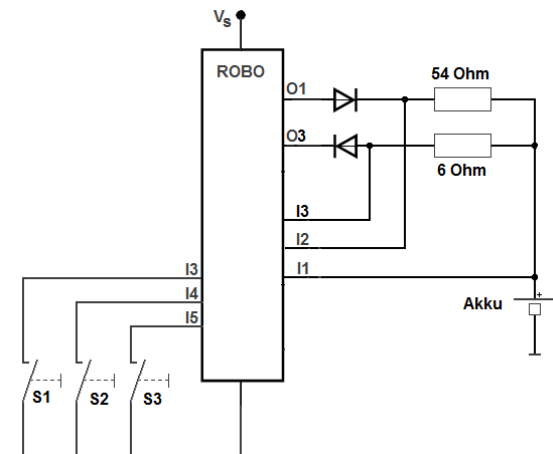 Vs
ROBO
O1
54 Ohm
O3
6 Ohm
I3
I2
I3
I1
I4
I5
Akku
+
S1
S2
S3